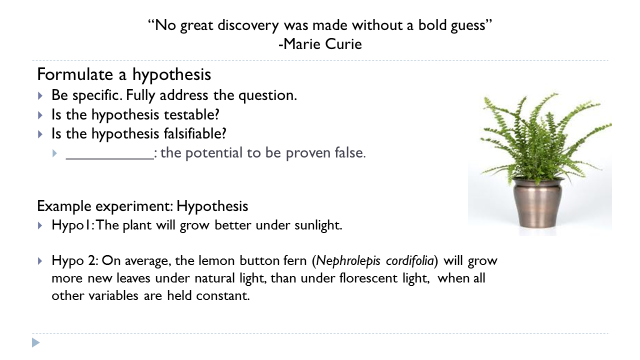 “No great discovery was made without a bold guess”
-Marie Curie
Formulate a hypothesis
Be specific. Fully address the question.
Is the hypothesis testable?
Is the hypothesis falsifiable?
___________: the potential to be proven false.
Example experiment: Hypothesis
Hypo1: The plant will grow better under sunlight.
Hypo 2: On average, the lemon button fern (Nephrolepis cordifolia) will grow
more new leaves under natural light, than under florescent light, when all
other variables are held constant.